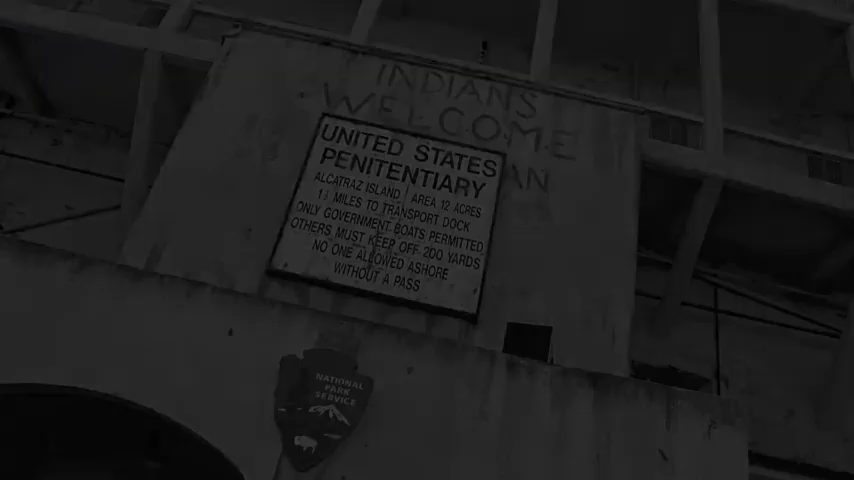 INDIANS
WELCOME
UNITED STATES
PENITENTIARY
ALCATRAZ ISLAND AREA 12 ACRES
1½ MILES TO TRANSPORT DOCK
ONLY GOVERNMENT BOATS PERMITTED
OTHERS MUST KEEP OFF 200 YARDS
NO ONE ALLOWED ASHORE
WITHOUT A PASS
NATIONAL
PARK
SERVICE